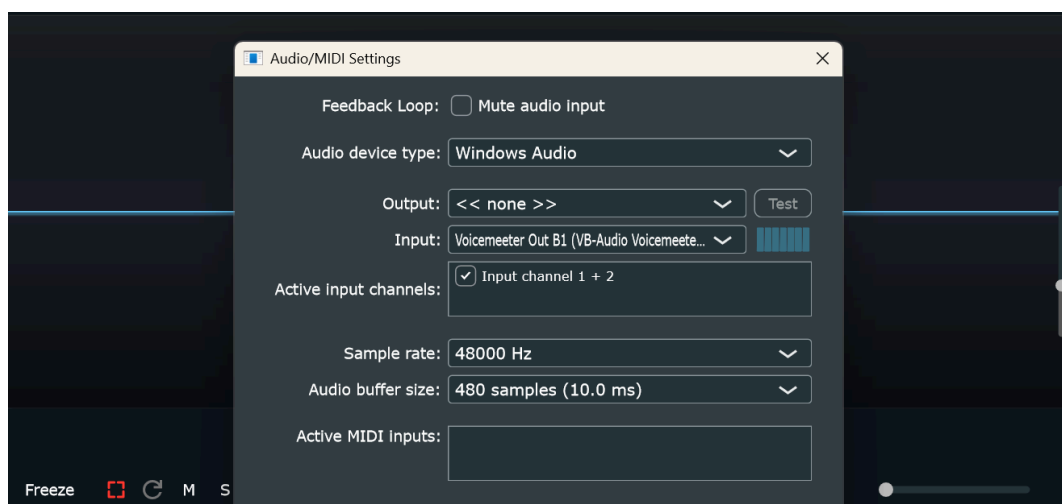 Audio/MIDI Settings
Feedback Loop: Mute audio input
Audio device type: Windows Audio
Output: << none >> Test
Input: Voicemeeter Out B1 (VB-Audio Voicemeete...
Active input channels: Input channel 1 + 2
Sample rate: 48000 Hz
Audio buffer size: 480 samples (10.0 ms)
Active MIDI inputs:
Freeze M S